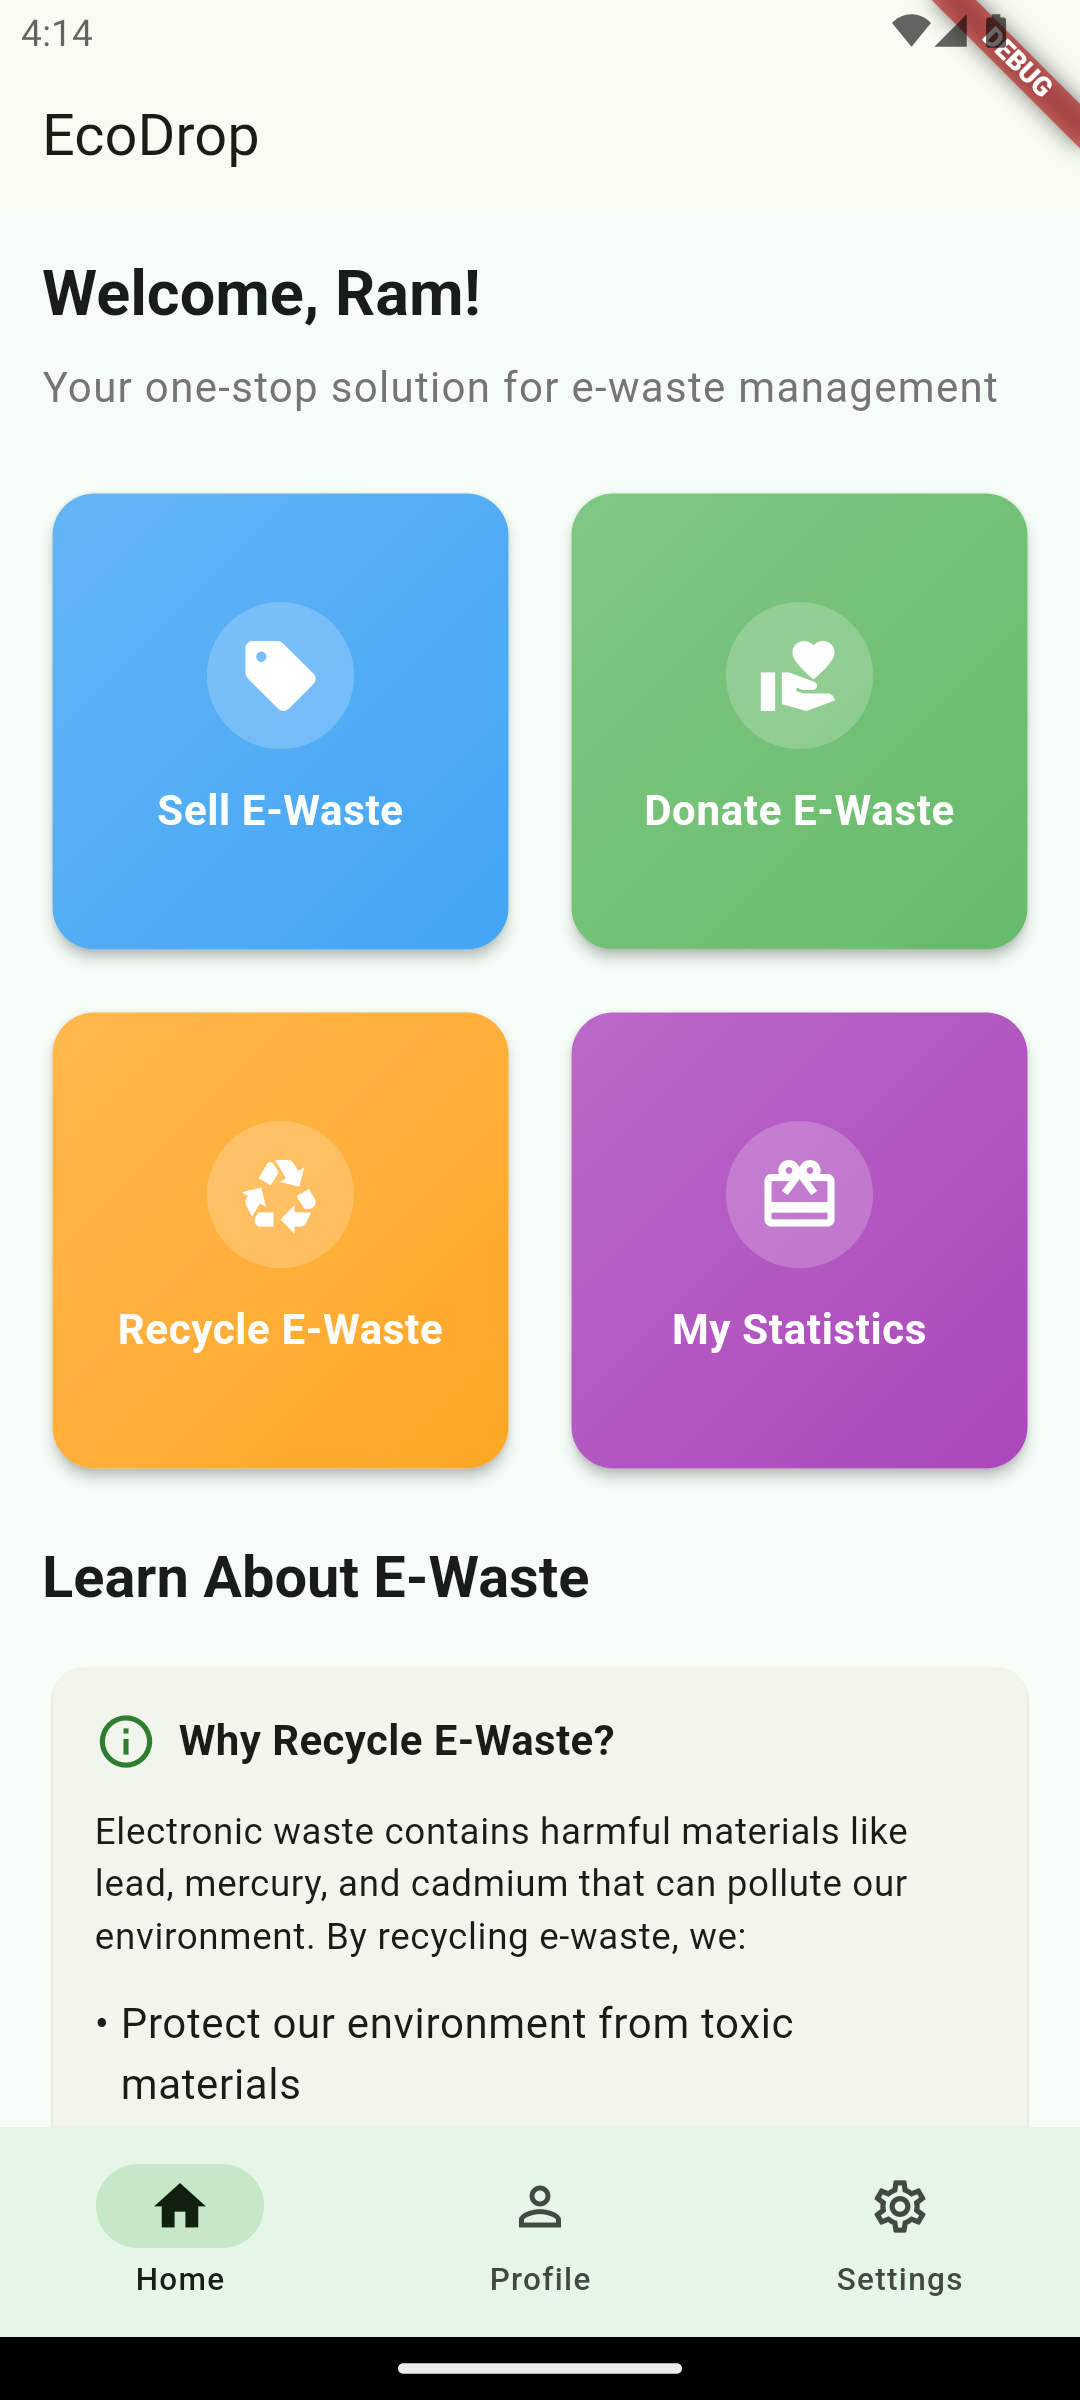 4:14
DEBUG
EcoDrop
Welcome, Ram!
Your one-stop solution for e-waste management
Sell E-Waste
Donate E-Waste
Recycle E-Waste
My Statistics
Learn About E-Waste
Why Recycle E-Waste?
Electronic waste contains harmful materials like
lead, mercury, and cadmium that can pollute our
environment. By recycling e-waste, we:
• Protect our environment from toxic
materials
Home
Profile
Settings